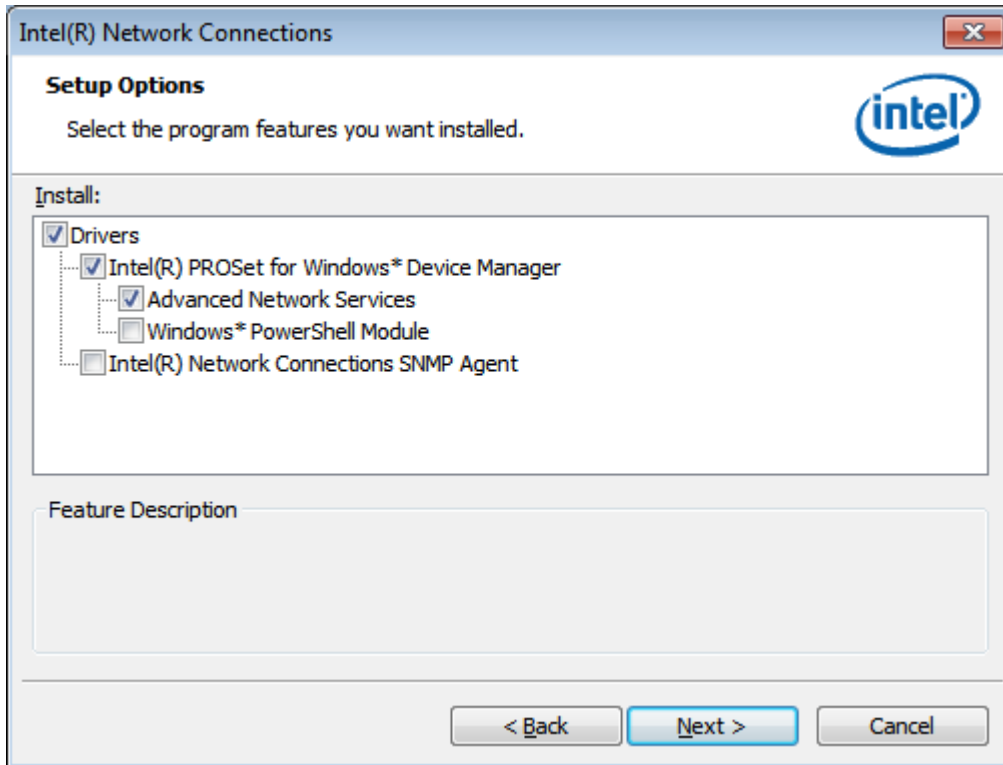 Intel(R) Network Connections
Setup Options
Select the program features you want installed.
intel
Install:
Drivers
Intel(R) PROSet for Windows* Device Manager
Advanced Network Services
Windows* PowerShell Module
Intel(R) Network Connections SNMP Agent
Feature Description
< Back Next > Cancel